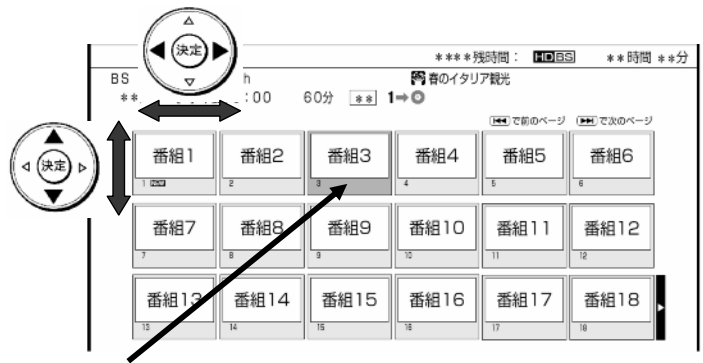 決定
****残間： HD BS **時間 **分
BS h 春のイタリア観光
** :00 60分 ** 1⇒
⏮で前のページ ⏭で次のページ
決定
番組1 番組2 番組3 番組4 番組5 番組6
1 NEW 2 3 4 5 6
番組7 番組8 番組9 番組10 番組11 番組12
7 8 9 10 11 12
番組13 番組14 番組15 番組16 番組17 番組18
13 14 15 16 17 18